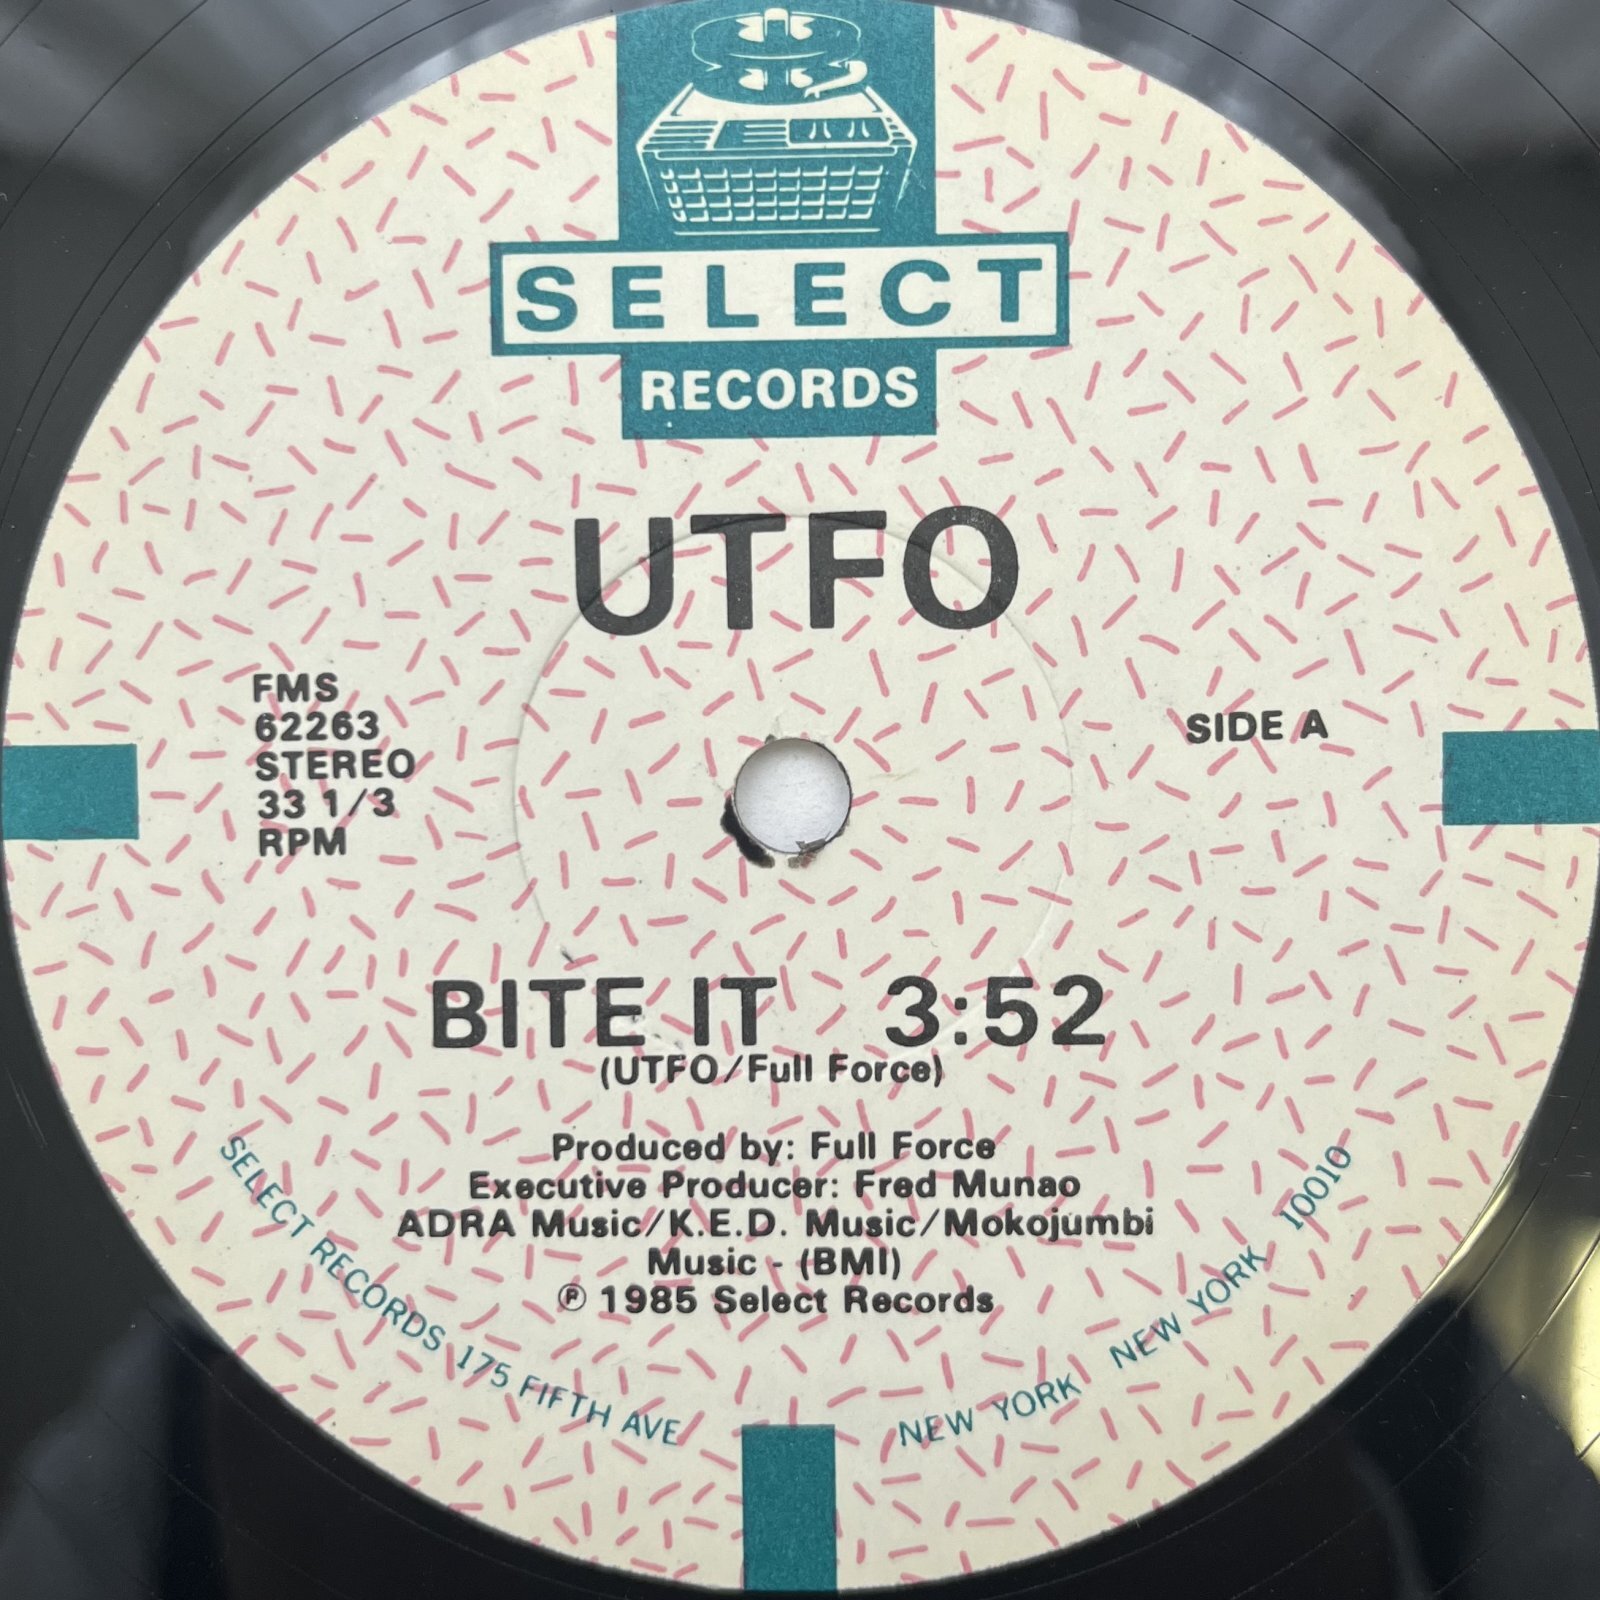 SELECT
RECORDS
UTFO
FMS
62263
STEREO
33 1/3
RPM
SIDE A
BITE IT 3:52
(UTFO/Full Force)
Produced by: Full Force
Executive Producer: Fred Munao
ADRA Music/K.E.D. Music/Mokojumbi
Music - (BMI)
℗ 1985 Select Records
SELECT RECORDS 175 FIFTH AVE NEW YORK NEW YORK 10010